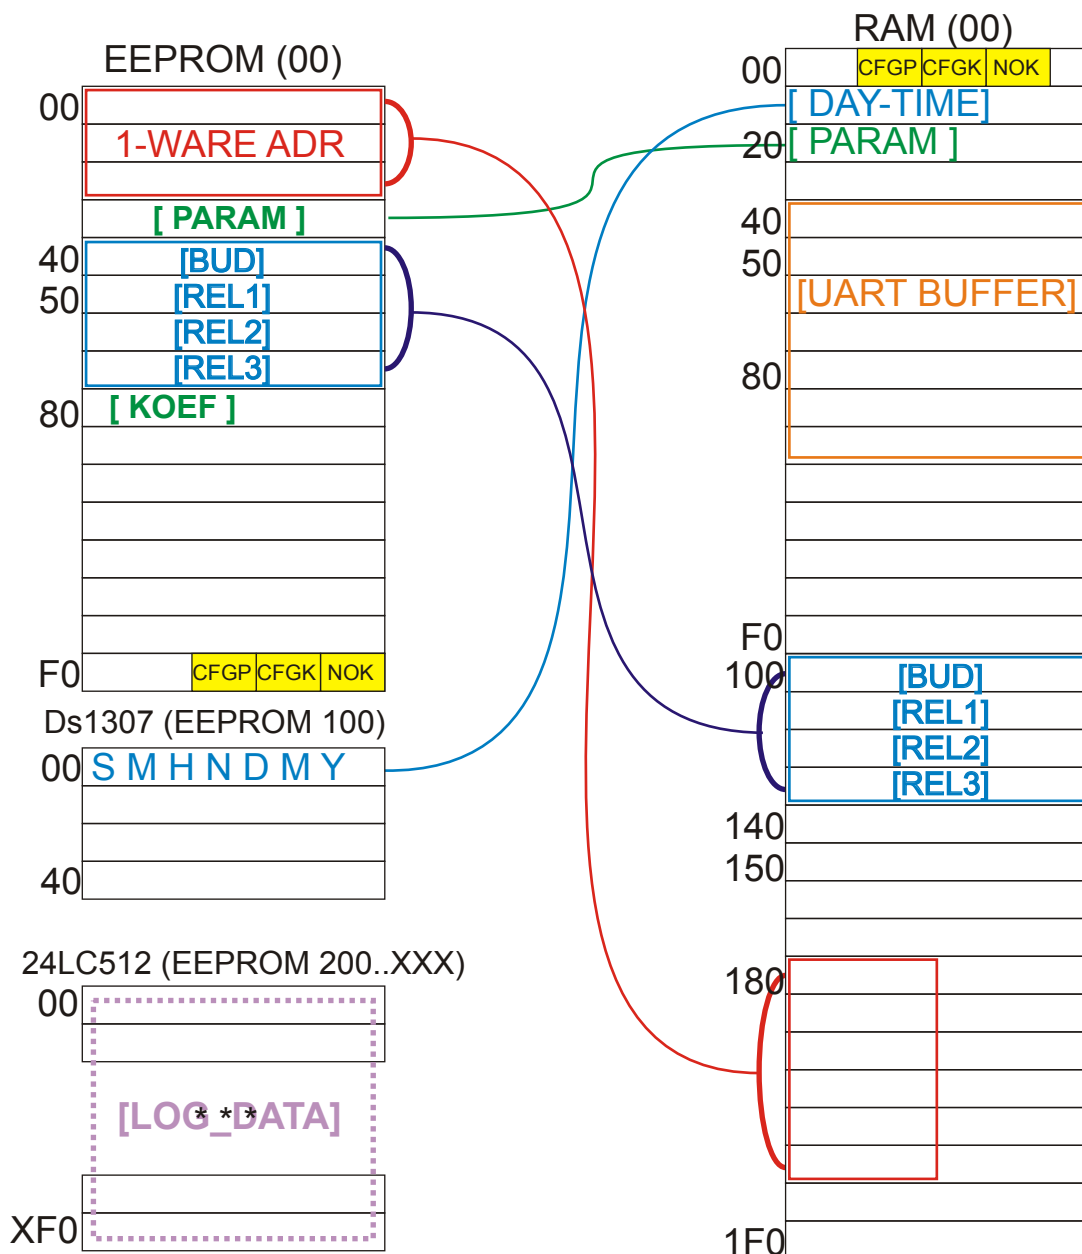 EEPROM (00)
00
1-WARE ADR
[ PARAM ]
40
[BUD]
50
[REL1]
[REL2]
[REL3]
80
[ KOEF ]
F0
CFGP CFGK NOK
Ds1307 (EEPROM 100)
00
S M H N D M Y
40
24LC512 (EEPROM 200..XXX)
00
[LOG_DATA]
* * *
XF0
RAM (00)
00
CFGP CFGK NOK
[ DAY-TIME]
20
[ PARAM ]
40
50
[UART BUFFER]
80
F0
100
[BUD]
[REL1]
[REL2]
[REL3]
140
150
180
1F0